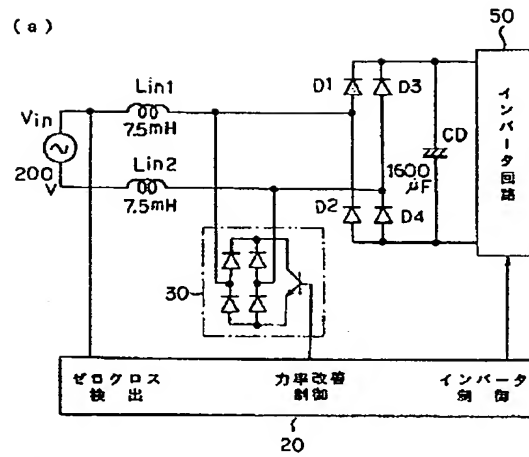 (a)
50
Lin1
D1
D3
Vin
7.5mH
CD
インバータ回路
Lin2
200
V
1600
μF
7.5mH
D2
D4
30
ゼロクロス
検 出
力率改善
制御
インバータ
制 御
20